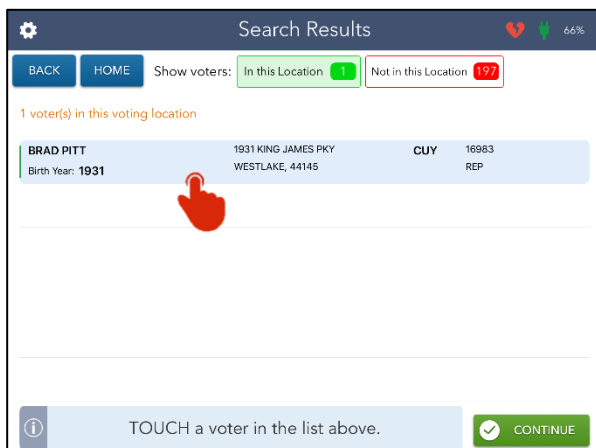 Search Results
66%
BACK
HOME
Show voters:
In this Location 1
Not in this Location 197
1 voter(s) in this voting location
BRAD PITT 1931 KING JAMES PKY CUY 16983
Birth Year: 1931 WESTLAKE, 44145 REP
TOUCH a voter in the list above.
CONTINUE